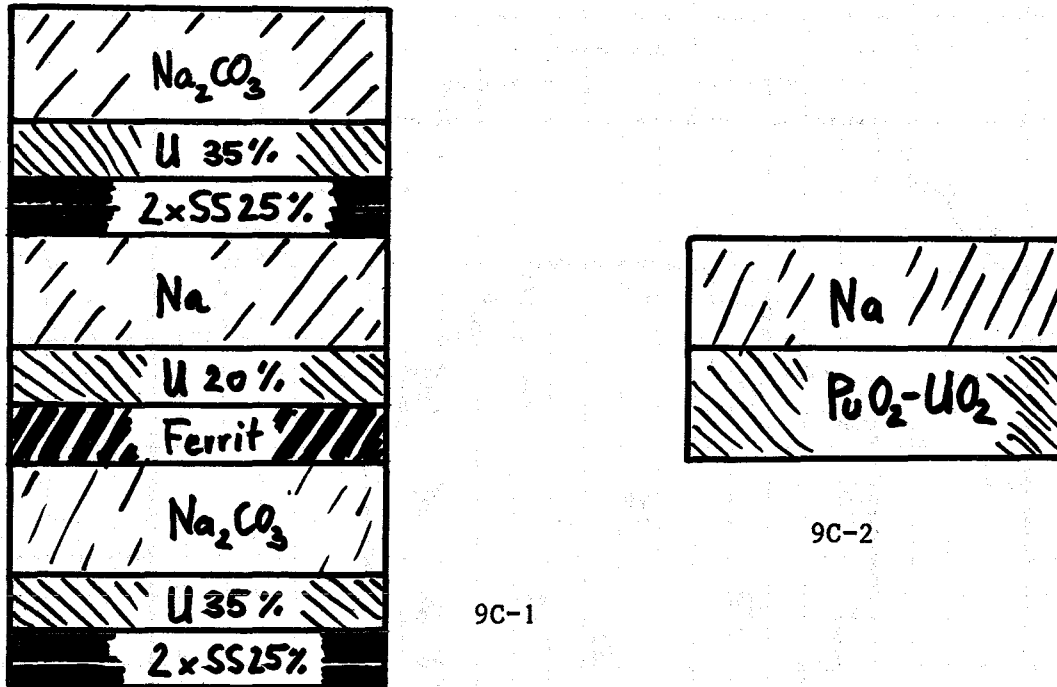 Na₂CO₃
U 35%
2xSS25%
Na
U 20%
Ferrit
Na₂CO₃
U 35%
2xSS25%
9C-1
Na
PuO₂-UO₂
9C-2